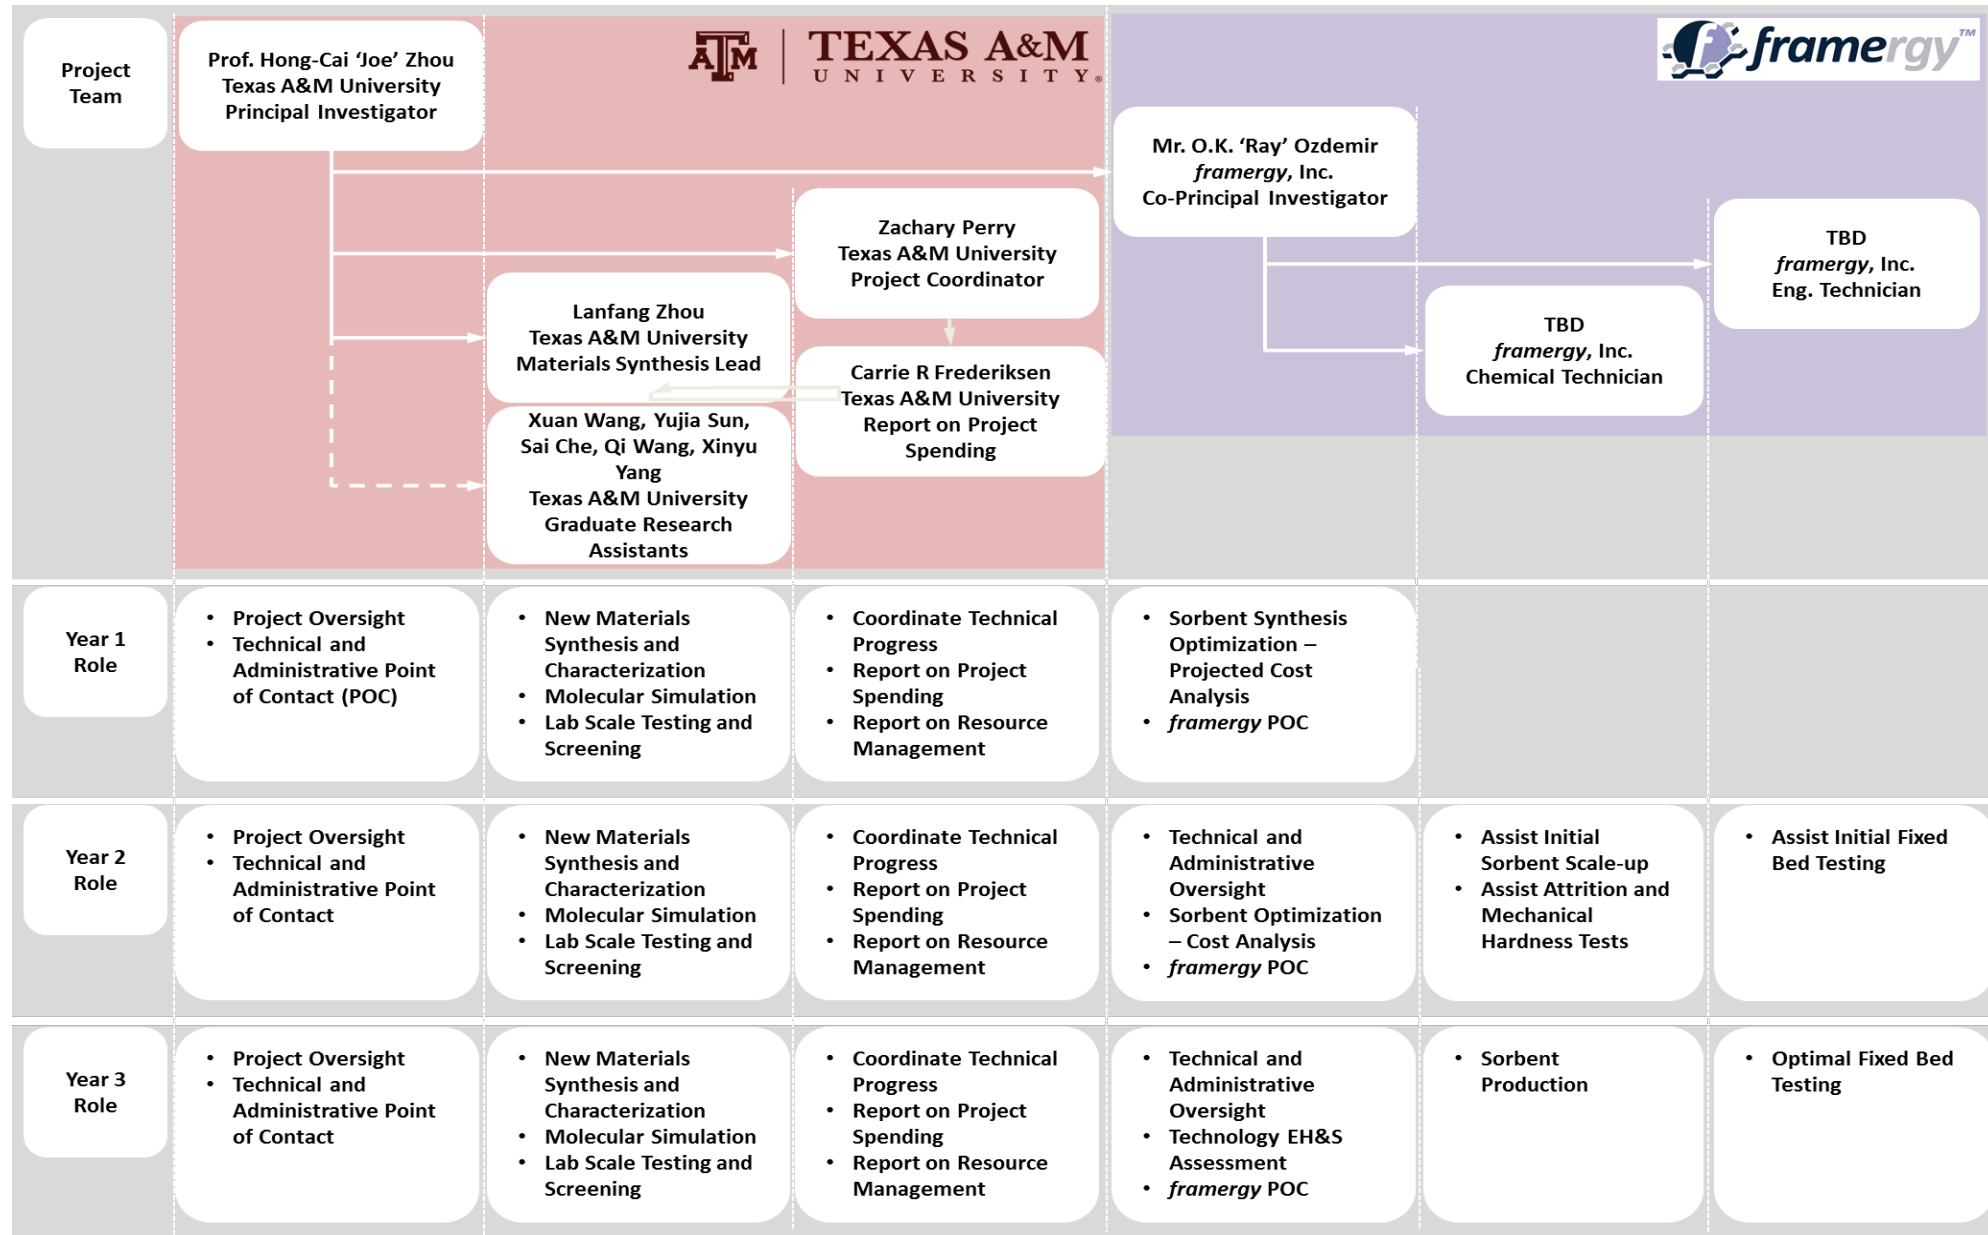 Project
Team
Prof. Hong-Cai ‘Joe’ Zhou
Texas A&M University
Principal Investigator
ATM
TEXAS A&M
UNIVERSITY®
framergy™
Mr. O.K. ‘Ray’ Ozdemir
framergy, Inc.
Co-Principal Investigator
Zachary Perry
Texas A&M University
Project Coordinator
TBD
framergy, Inc.
Eng. Technician
Lanfang Zhou
Texas A&M University
Materials Synthesis Lead
TBD
framergy, Inc.
Chemical Technician
Carrie R Frederiksen
Texas A&M University
Report on Project
Spending
Xuan Wang, Yujia Sun,
Sai Che, Qi Wang, Xinyu
Yang
Texas A&M University
Graduate Research
Assistants
Year 1
Role
• Project Oversight
• Technical and
Administrative Point
of Contact (POC)
• New Materials
Synthesis and
Characterization
• Molecular Simulation
• Lab Scale Testing and
Screening
• Coordinate Technical
Progress
• Report on Project
Spending
• Report on Resource
Management
• Sorbent Synthesis
Optimization –
Projected Cost
Analysis
• framergy POC
Year 2
Role
• Project Oversight
• Technical and
Administrative Point
of Contact
• New Materials
Synthesis and
Characterization
• Molecular Simulation
• Lab Scale Testing and
Screening
• Coordinate Technical
Progress
• Report on Project
Spending
• Report on Resource
Management
• Technical and
Administrative
Oversight
• Sorbent Optimization
– Cost Analysis
• framergy POC
• Assist Initial
Sorbent Scale-up
• Assist Attrition and
Mechanical
Hardness Tests
• Assist Initial Fixed
Bed Testing
Year 3
Role
• Project Oversight
• Technical and
Administrative Point
of Contact
• New Materials
Synthesis and
Characterization
• Molecular Simulation
• Lab Scale Testing and
Screening
• Coordinate Technical
Progress
• Report on Project
Spending
• Report on Resource
Management
• Technical and
Administrative
Oversight
• Technology EH&S
Assessment
• framergy POC
• Sorbent
Production
• Optimal Fixed Bed
Testing